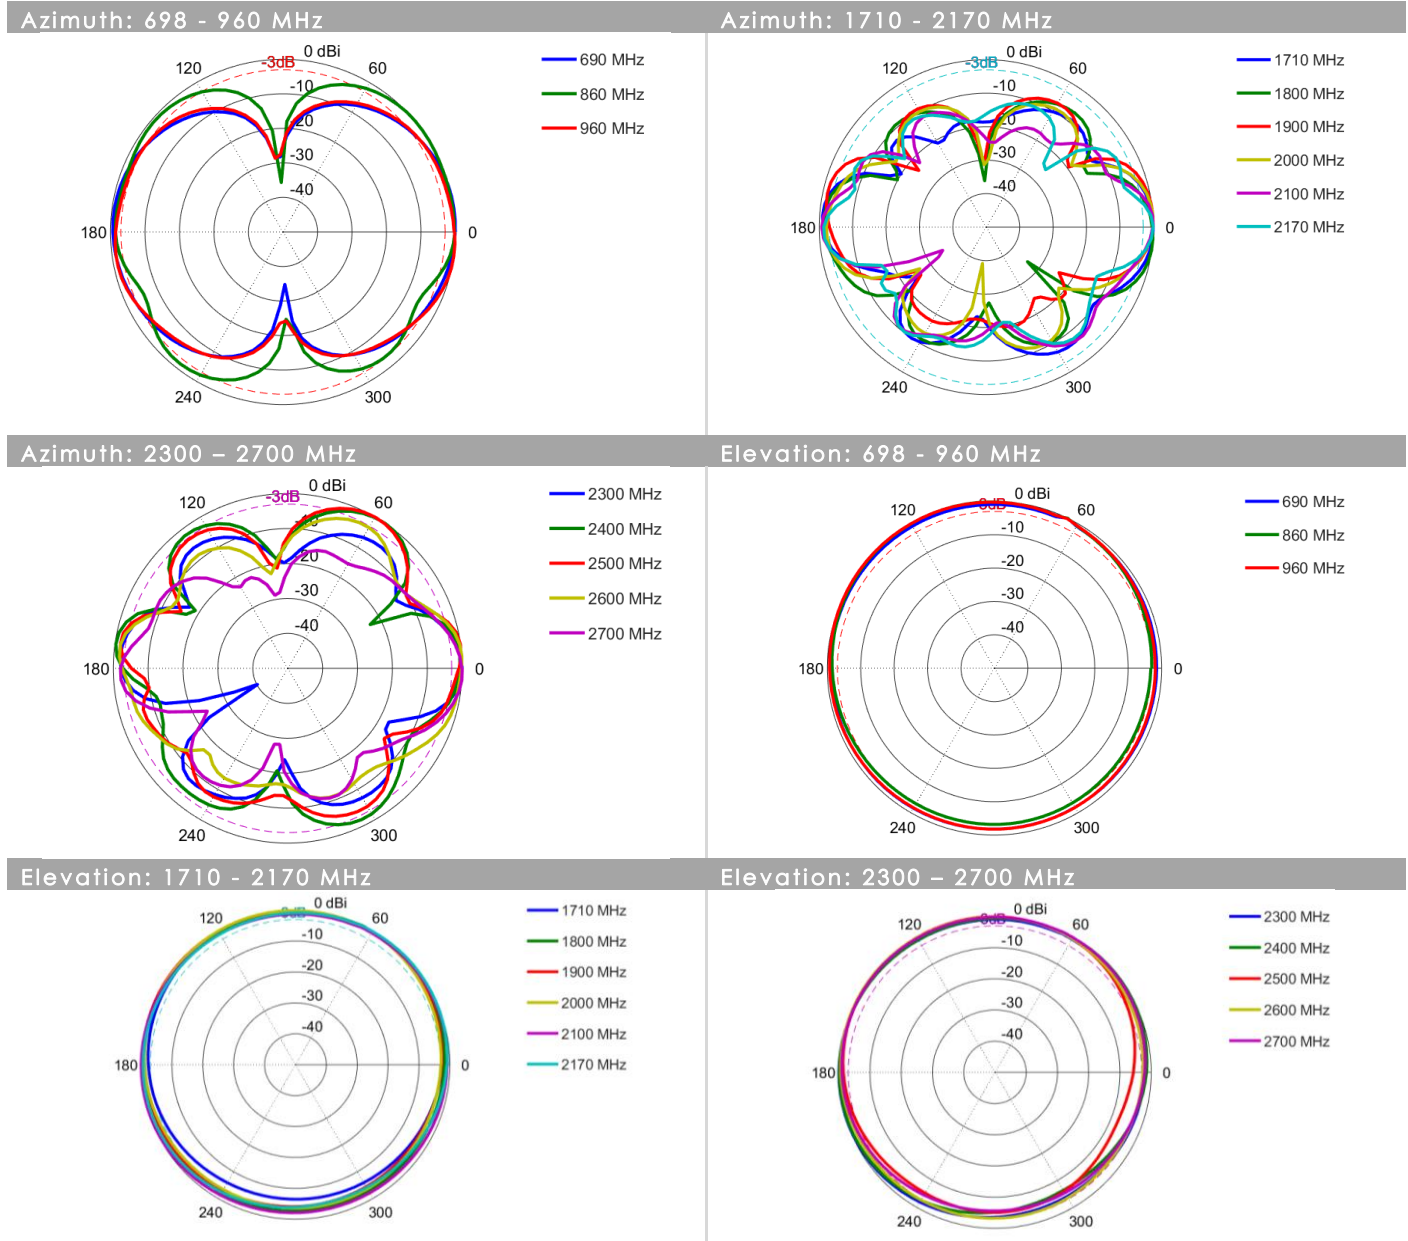 Azimuth: 698 - 960 MHz
0 dBi
-3dB
120
60
-10
-20
-30
-40
180
0
240
300
690 MHz
860 MHz
960 MHz
Azimuth: 1710 - 2170 MHz
0 dBi
-3dB
120
60
-10
-20
-30
-40
180
0
240
300
1710 MHz
1800 MHz
1900 MHz
2000 MHz
2100 MHz
2170 MHz
Azimuth: 2300 – 2700 MHz
0 dBi
-3dB
120
60
-10
-20
-30
-40
180
0
240
300
2300 MHz
2400 MHz
2500 MHz
2600 MHz
2700 MHz
Elevation: 698 - 960 MHz
0 dBi
-3dB
120
60
-10
-20
-30
-40
180
0
240
300
690 MHz
860 MHz
960 MHz
Elevation: 1710 - 2170 MHz
0 dBi
-3dB
120
60
-10
-20
-30
-40
180
0
240
300
1710 MHz
1800 MHz
1900 MHz
2000 MHz
2100 MHz
2170 MHz
Elevation: 2300 – 2700 MHz
0 dBi
-3dB
120
60
-10
-20
-30
-40
180
0
240
300
2300 MHz
2400 MHz
2500 MHz
2600 MHz
2700 MHz